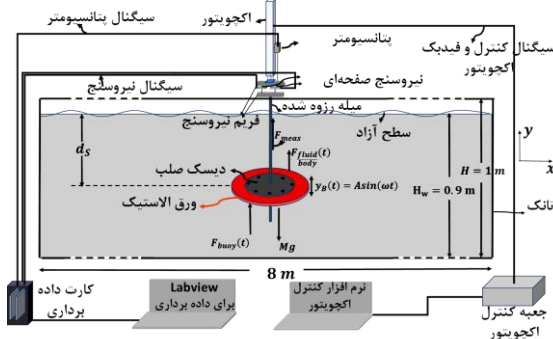 اکچویتور
سیگنال پتانسیومتر
پتانسیومتر
سیگنال کنترل و فیدبک
اکچویتور
نیروسنج صفحه‌ای
سیگنال نیروسنج
میله رزوه شده
فریم نیروسنج
سطح آزاد
F_meas
d_S
F_fluid(t)
body
دیسک صلب
y_B(t) = Asin(ωt)
H = 1 m
H_w = 0.9 m
y
x
تانک
ورق الاستیک
F_buoy(t)
Mg
8 m
کارت داده
برداری
Labview
برای داده برداری
نرم افزار کنترل
اکچویتور
جعبه کنترل
اکچویتور